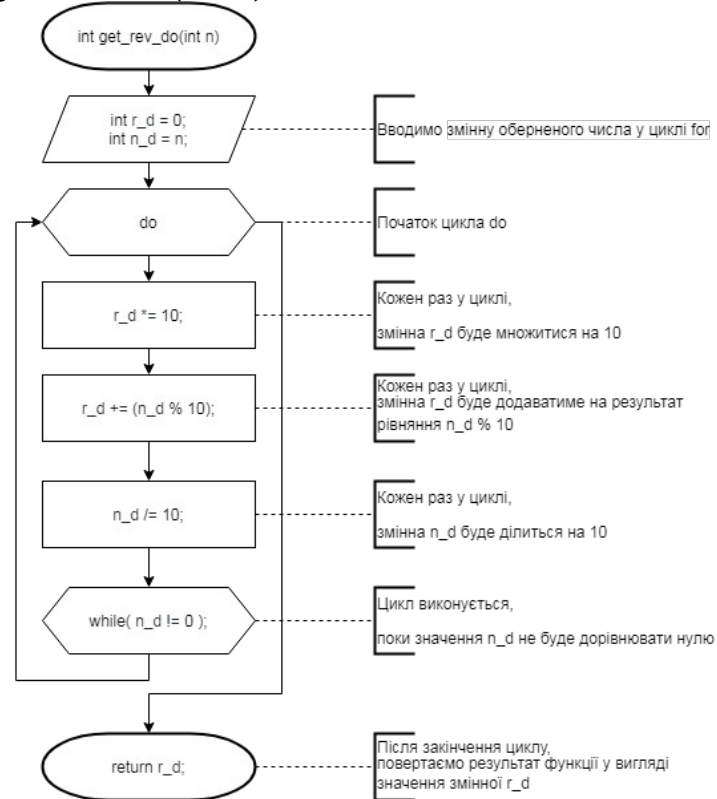 int get_rev_do(int n)
int r_d = 0;
int n_d = n;
Вводимо змінну оберненого числа у циклі for
do
Початок цикла do
r_d *= 10;
Кожен раз у циклі,
змінна r_d буде множитися на 10
r_d += (n_d % 10);
Кожен раз у циклі,
змінна r_d буде додаватиме на результат
рівняння n_d % 10
n_d /= 10;
Кожен раз у циклі,
змінна n_d буде ділиться на 10
while( n_d != 0 );
Цикл виконується,
поки значення n_d не буде дорівнювати нулю
return r_d;
Після закінчення циклу,
повертаємо результат функції у вигляді
значення змінної r_d